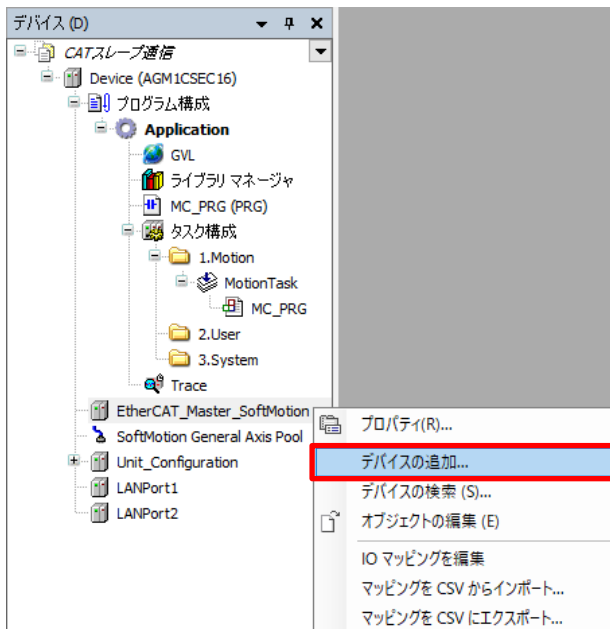 デバイス (D)
CATスレーブ通信
Device (AGM1CSEC16)
プログラム構成
Application
GVL
ライブラリ マネージャ
MC_PRG (PRG)
タスク構成
1.Motion
MotionTask
MC_PRG
2.User
3.System
Trace
EtherCAT_Master_SoftMotion
SoftMotion General Axis Pool
Unit_Configuration
LANPort1
LANPort2
プロパティ(R)...
デバイスの追加...
デバイスの検索 (S)...
オブジェクトの編集 (E)
IO マッピングを編集
マッピングを CSV からインポート...
マッピングを CSV にエクスポート...